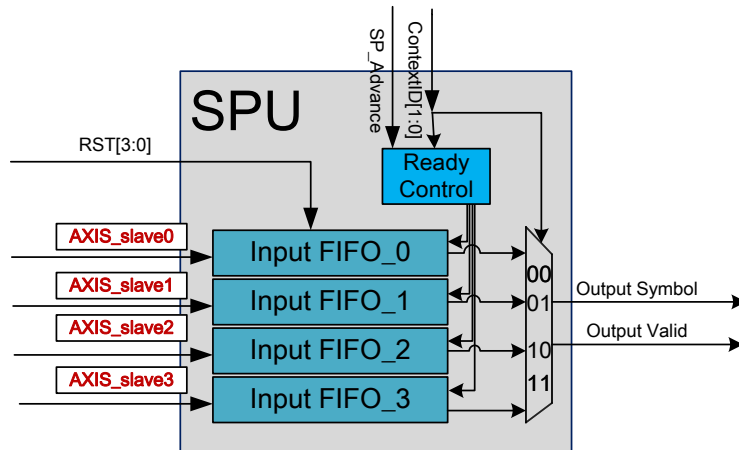 SP_Advance
ContextID[1:0]
SPU
RST[3:0]
Ready
Control
AXIS_slave0
Input FIFO_0
00
AXIS_slave1
Input FIFO_1
01
Output Symbol
AXIS_slave2
Input FIFO_2
10
Output Valid
AXIS_slave3
Input FIFO_3
11